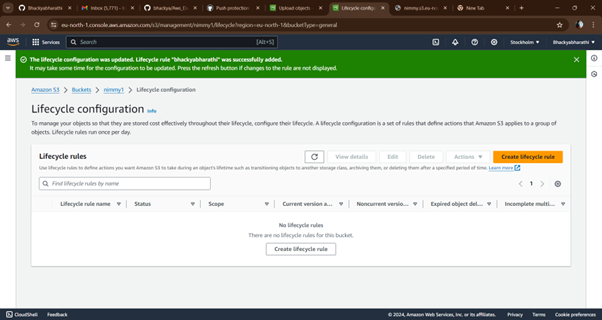 Bhackyabharathi
Inbox (5,771) -
bhackya/Awe_E
Push protection
Upload objects
Lifecycle config
nimmy.s3.eu-no
New Tab
eu-north-1.console.aws.amazon.com/s3/management/nimmy1/lifecycle?region=eu-north-1&bucketType=general
aws
Services
Search
[Alt+S]
Stockholm
Bhackyabharathi
The lifecycle configuration was updated. Lifecycle rule "bhackyabharathi" was successfully added.
It may take some time for the configuration to be updated. Press the refresh button if changes to the rule are not displayed.
Amazon S3 > Buckets > nimmy1 > Lifecycle configuration
Lifecycle configuration Info
To manage your objects so that they are stored cost effectively throughout their lifecycle, configure their lifecycle. A lifecycle configuration is a set of rules that define actions that Amazon S3 applies to a group of
objects. Lifecycle rules run once per day.
Lifecycle rules
View details
Edit
Delete
Actions
Create lifecycle rule
Use lifecycle rules to define actions you want Amazon S3 to take during an object's lifetime such as transitioning objects to another storage class, archiving them, or deleting them after a specified period of time. Learn more
Find lifecycle rules by name
1
Lifecycle rule name
Status
Scope
Current version a...
Noncurrent versio...
Expired object del...
Incomplete multi...
No lifecycle rules
There are no lifecycle rules for this bucket.
Create lifecycle rule
CloudShell
Feedback
© 2024, Amazon Web Services, Inc. or its affiliates.
Privacy
Terms
Cookie preferences